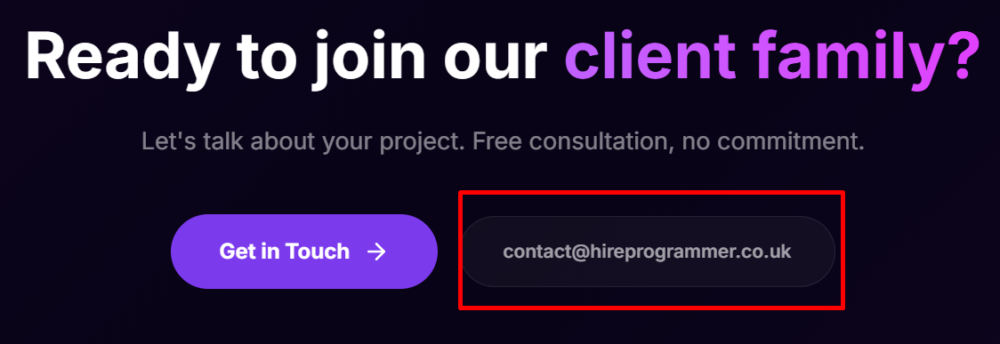 Ready to join our client family?
Let's talk about your project. Free consultation, no commitment.
Get in Touch →
contact@hireprogrammer.co.uk